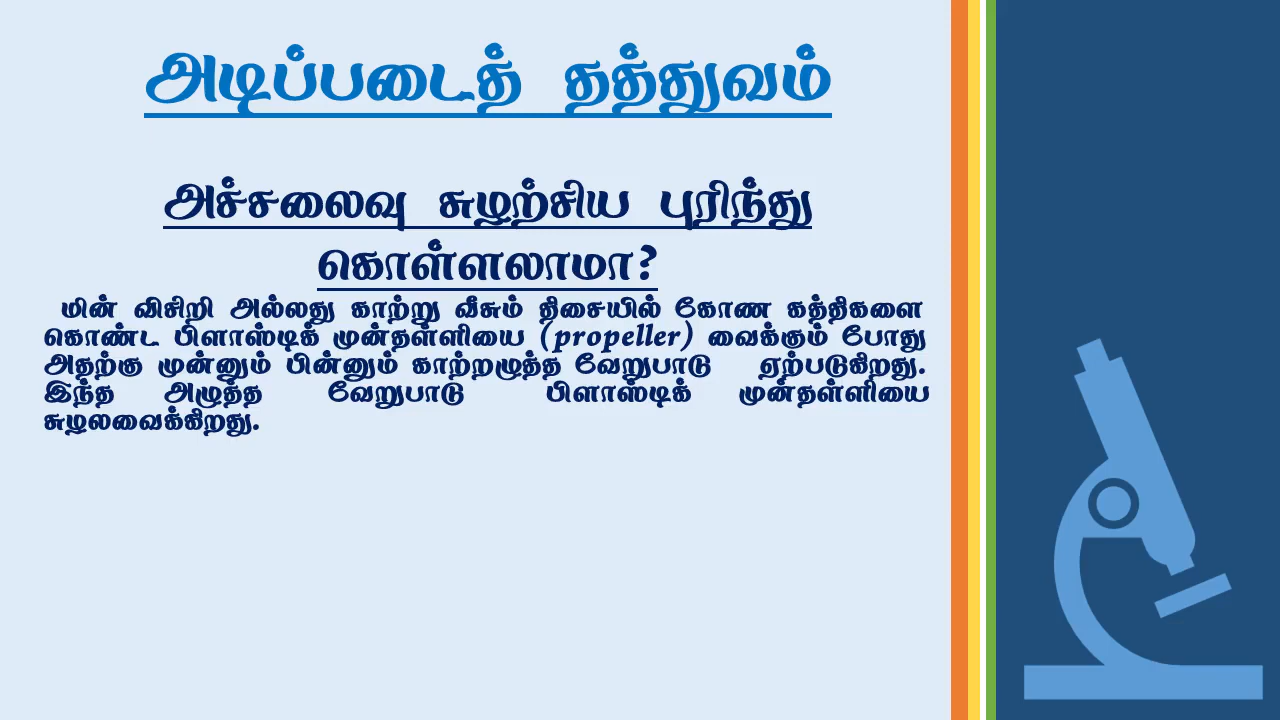 அடிப்படைத் தத்துவம்
அச்சலைவு சுழற்சிய புரிந்து
கொள்ளலாமா?
மின் விசிறி அல்லது காற்று வீசும் திசையில் கோண கத்திகளை
கொண்ட பிளாஸ்டிக் முன்தள்ளியை (propeller) வைக்கும் போது
அதற்கு முன்னும் பின்னும் காற்றழுத்த வேறுபாடு ஏற்படுகிறது.
இந்த அழுத்த வேறுபாடு பிளாஸ்டிக் முன்தள்ளியை
சுழலவைக்கிறது.